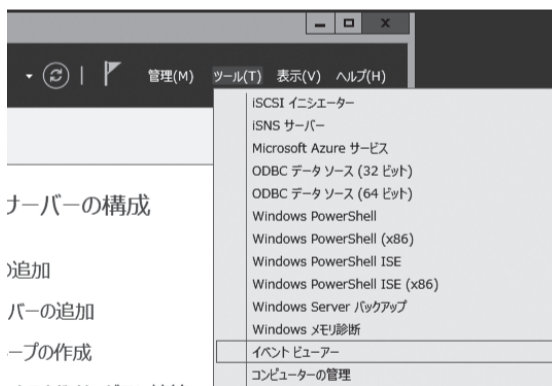 管理(M) ツール(T) 表示(V) ヘルプ(H)
iSCSI イニシエーター
iSNS サーバー
Microsoft Azure サービス
ODBC データ ソース (32 ビット)
ODBC データ ソース (64 ビット)
Windows PowerShell
Windows PowerShell (x86)
Windows PowerShell ISE
Windows PowerShell ISE (x86)
Windows Server バックアップ
Windows メモリ診断
イベント ビューアー
コンピューターの管理
サーバーの構成
の追加
バーの追加
ープの作成